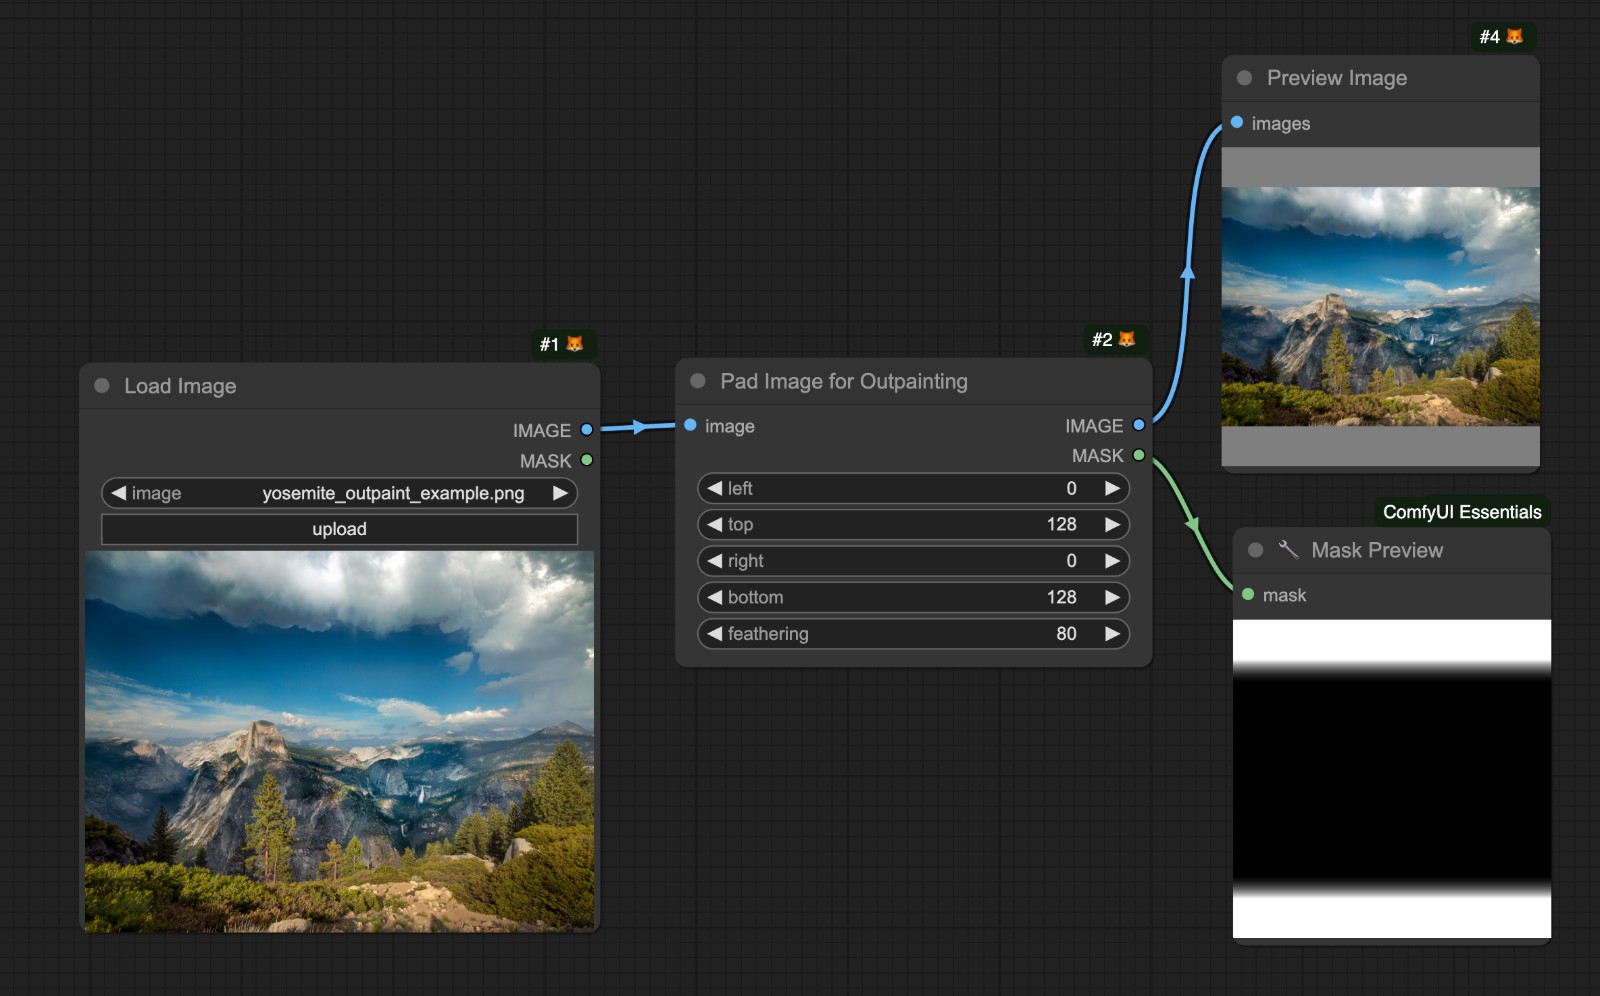 #4 🦊
Preview Image
images
#1 🦊
Load Image
IMAGE
MASK
image yosemite_outpaint_example.png
upload
#2 🦊
Pad Image for Outpainting
image IMAGE
MASK
left 0
top 128
right 0
bottom 128
feathering 80
ComfyUI Essentials
🔧 Mask Preview
mask